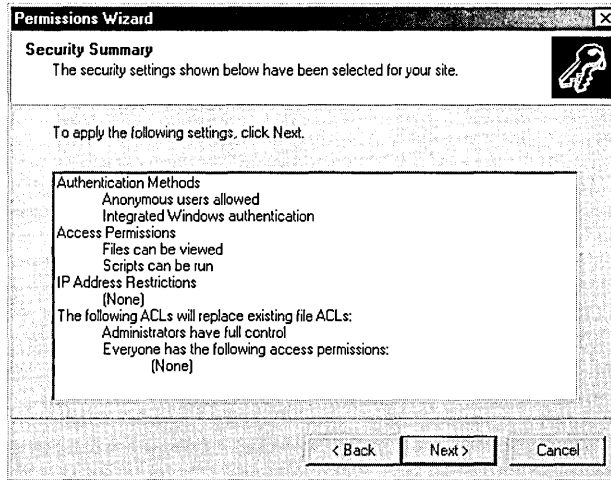 Permissions Wizard
Security Summary
The security settings shown below have been selected for your site.
To apply the following settings, click Next.
Authentication Methods
Anonymous users allowed
Integrated Windows authentication
Access Permissions
Files can be viewed
Scripts can be run
IP Address Restrictions
(None)
The following ACLs will replace existing file ACLs:
Administrators have full control
Everyone has the following access permissions:
(None)
< Back Next > Cancel